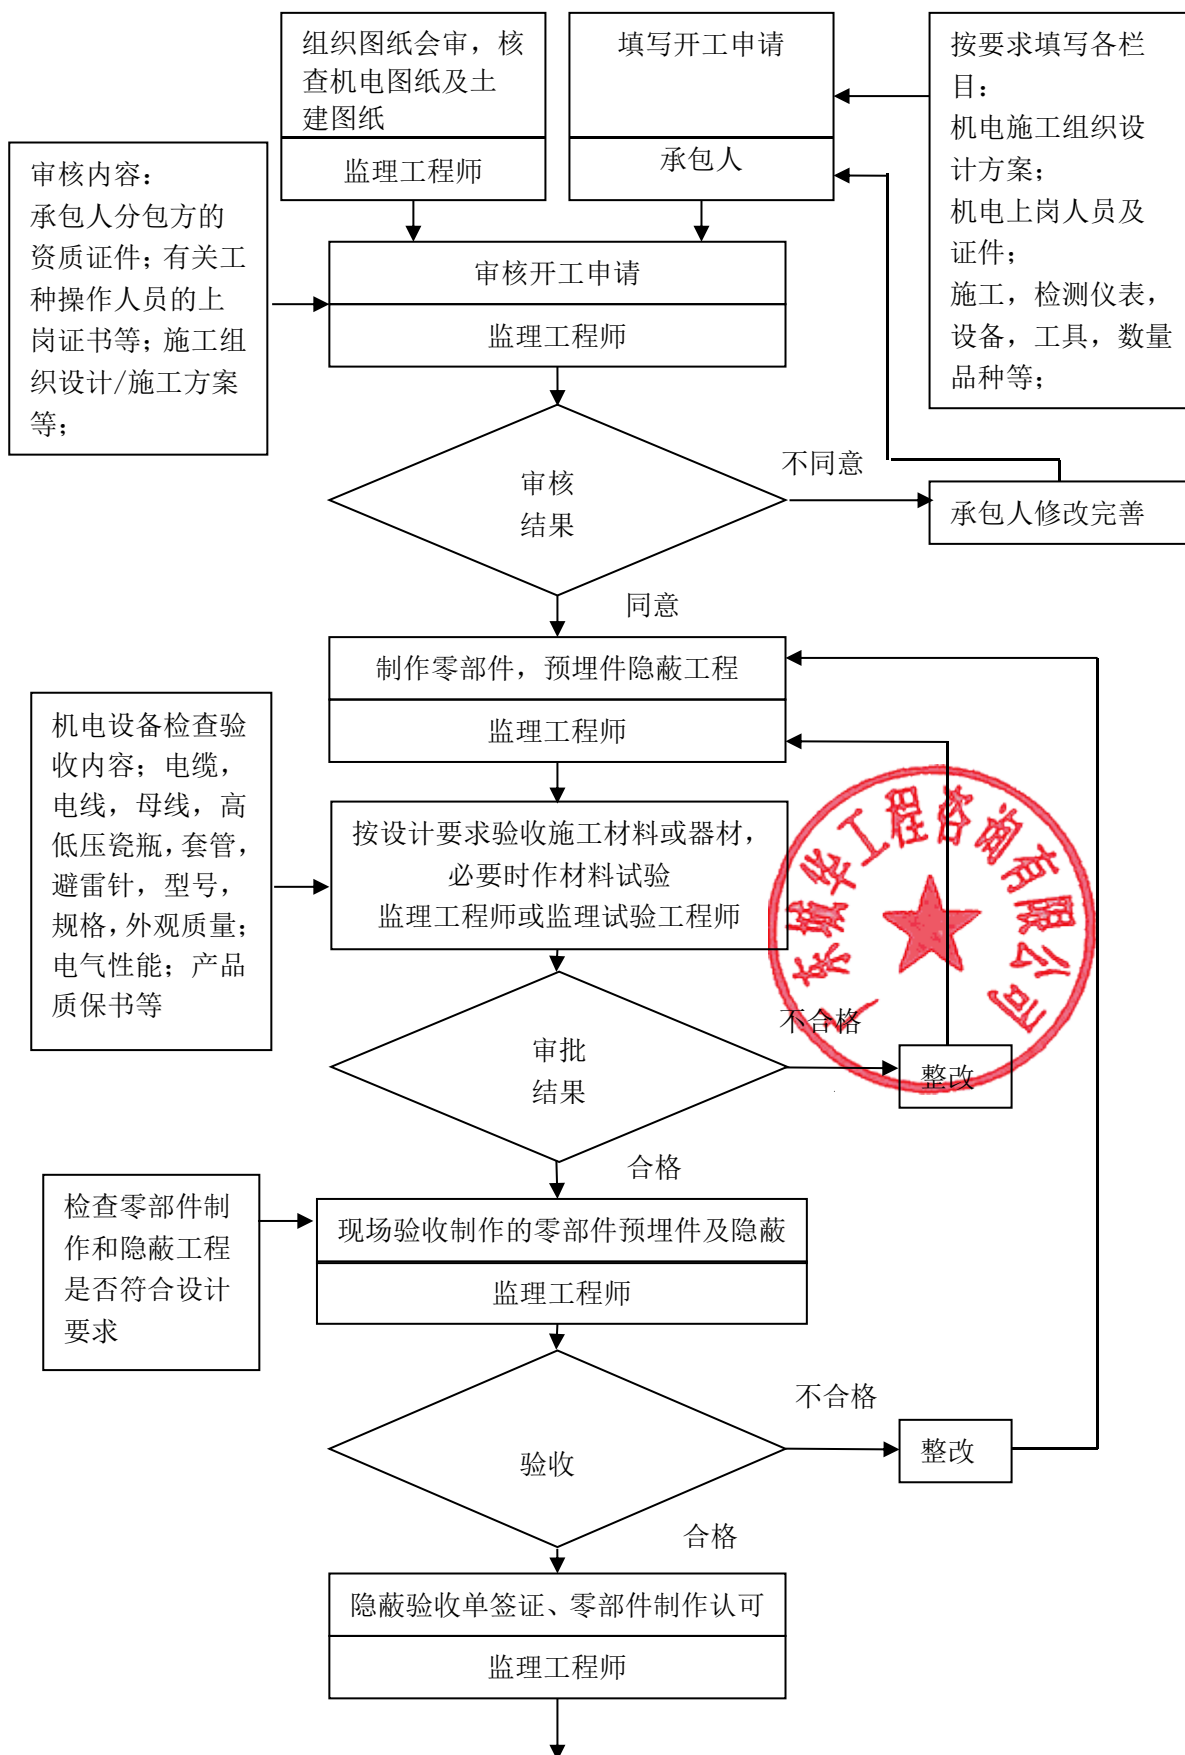 组织图纸会审，核
查机电图纸及土
建图纸
监理工程师
填写开工申请
承包人
按要求填写各栏
目：
机电施工组织设
计方案；
机电上岗人员及
证件；
施工，检测仪表，
设备，工具，数量
品种等；
审核内容：
承包人分包方的
资质证件；有关工
种操作人员的上
岗证书等；施工组
织设计/施工方案
等；
审核开工申请
监理工程师
审核
结果
不同意
承包人修改完善
同意
制作零部件，预埋件隐蔽工程
监理工程师
机电设备检查验
收内容；电缆，
电线，母线，高
低压瓷瓶，套管，
避雷针，型号，
规格，外观质量；
电气性能；产品
质保书等
按设计要求验收施工材料或器材，
必要时作材料试验
监理工程师或监理试验工程师
广东城华工程咨询有限公司
审批
结果
不合格
整改
合格
检查零部件制
作和隐蔽工程
是否符合设计
要求
现场验收制作的零部件预埋件及隐蔽
监理工程师
验收
不合格
整改
合格
隐蔽验收单签证、零部件制作认可
监理工程师